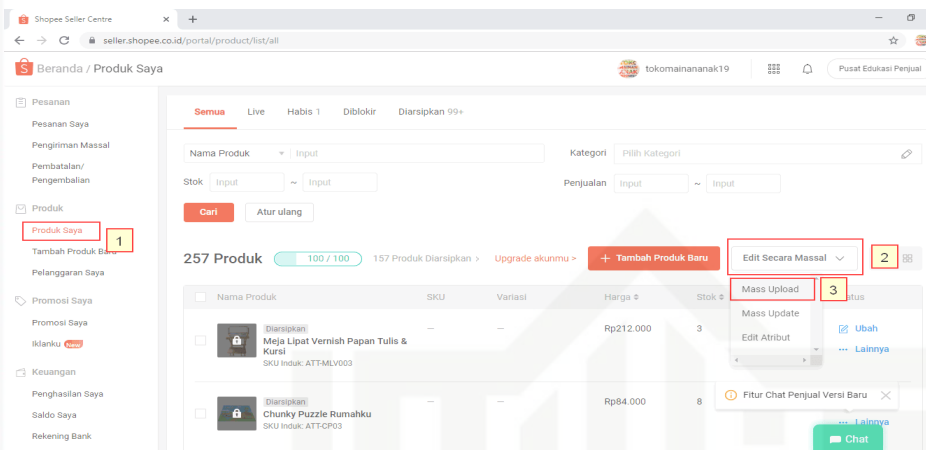 Shopee Seller Centre
seller.shopee.co.id/portal/product/list/all
Beranda / Produk Saya
tokomainananak19
Pusat Edukasi Penjual
Pesanan
Pesanan Saya
Pengiriman Massal
Pembatalan/
Pengembalian
Produk
Produk Saya
1
Tambah Produk Baru
Pelanggaran Saya
Promosi Saya
Promosi Saya
Iklanku New
Keuangan
Penghasilan Saya
Saldo Saya
Rekening Bank
Semua Live Habis 1 Diblokir Diarsipkan 99+
Nama Produk Input
Kategori Pilih Kategori
Stok Input ~ Input
Penjualan Input ~ Input
Cari Atur ulang
257 Produk 100 / 100 157 Produk Diarsipkan > Upgrade akunmu > + Tambah Produk Baru Edit Secara Massal 2
Mass Upload 3
Mass Update
Edit Atribut
Nama Produk SKU Variasi Harga Stok
Diarsipkan — — Rp212.000 3 Ubah
Meja Lipat Vernish Papan Tulis &
Kursi
SKU Induk: ATT-MLV003
... Lainnya
Diarsipkan — — Rp84.000 8
Chunky Puzzle Rumahku
SKU Induk: ATT-CP03
Fitur Chat Penjual Versi Baru
... Lainnya
Chat